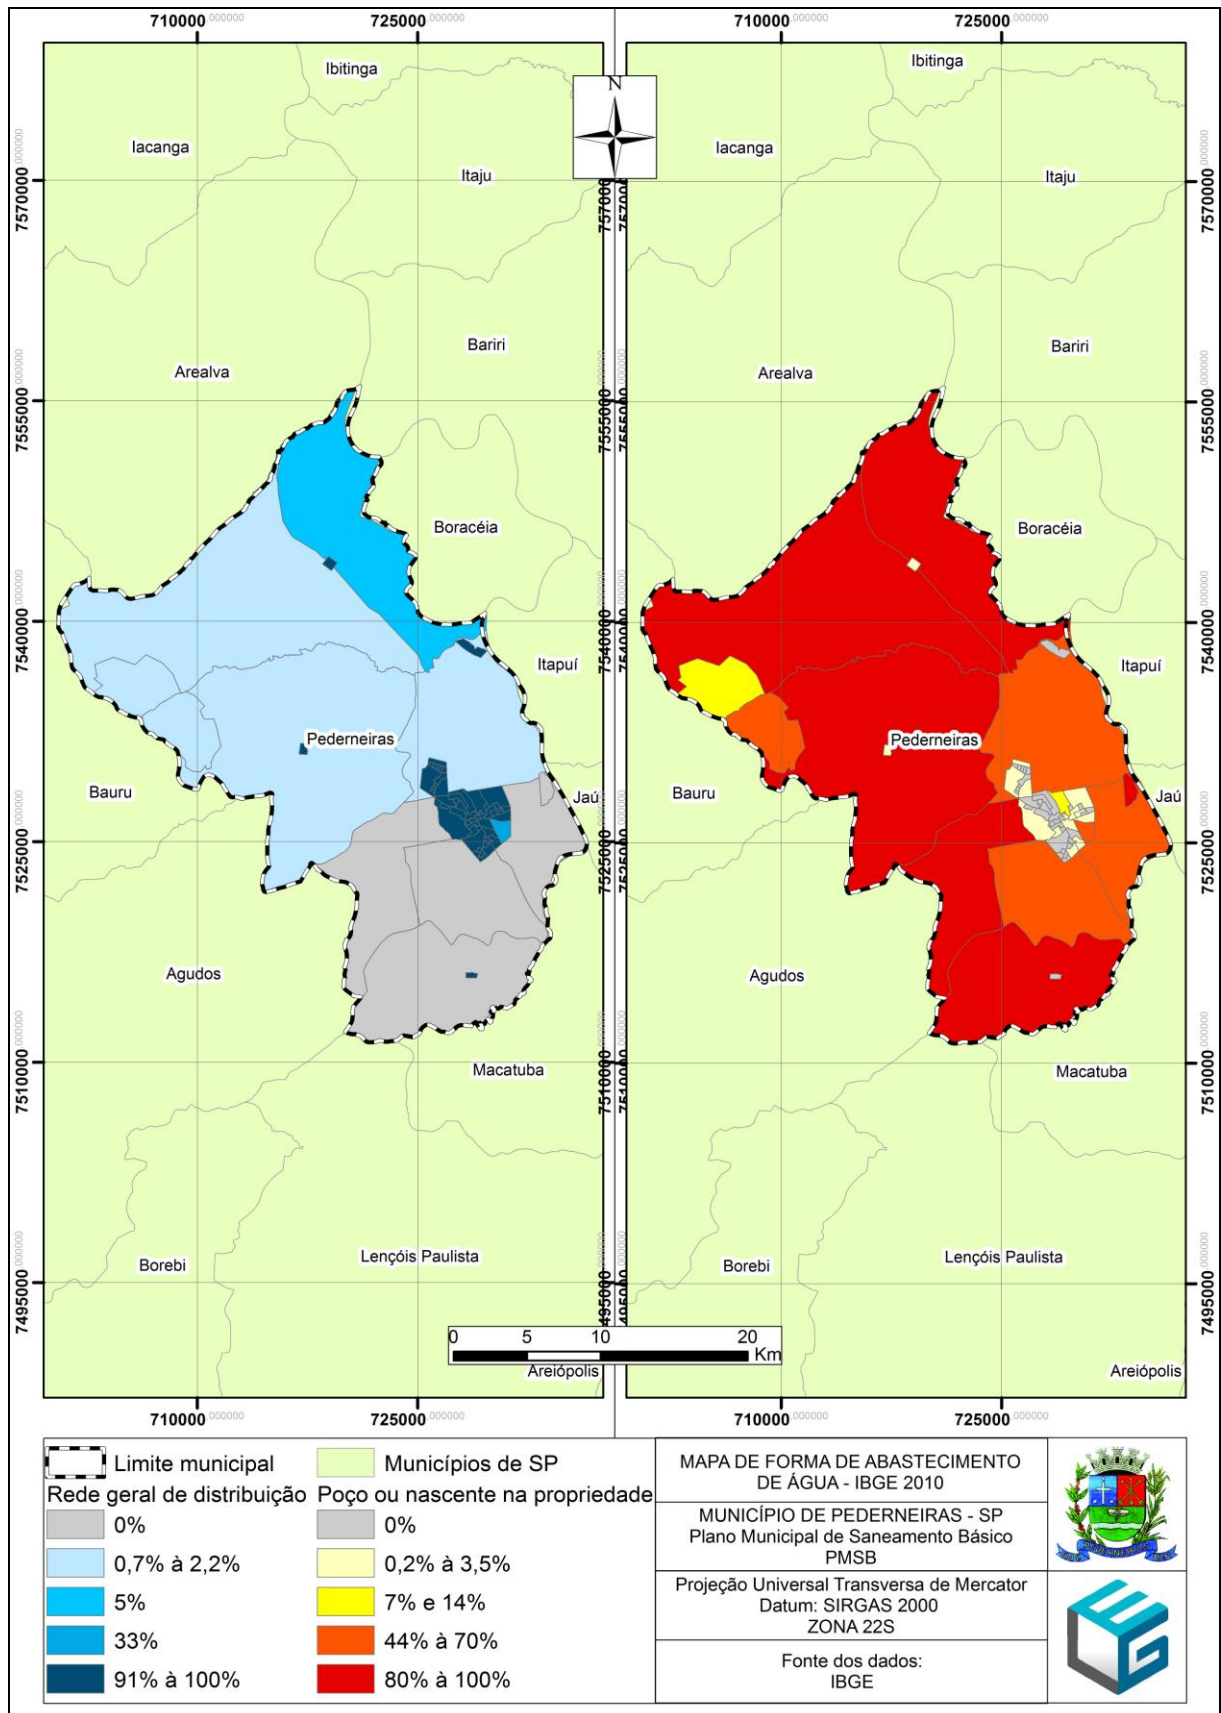 710000.000000 725000.000000 710000.000000 725000.000000
Ibitinga
Iacanga
Itaju
Bariri
Arealva
Boracéia
Itapuí
Pederneiras
Bauru
Jaú
Agudos
Macatuba
Borebi
Lençóis Paulista
Areiópolis
N
Ibitinga
Iacanga
Itaju
Bariri
Arealva
Boracéia
Itapuí
Pederneiras
Bauru
Jaú
Agudos
Macatuba
Borebi
Lençóis Paulista
Areiópolis
7570000.000000
7555000.000000
7540000.000000
7525000.000000
7510000.000000
7495000.000000
7570000.000000
7555000.000000
7540000.000000
7525000.000000
7510000.000000
7495000.000000
0 5 10 20
Km
710000.000000 725000.000000 710000.000000 725000.000000
Limite municipal
Municípios de SP
Rede geral de distribuição
0%
0,7% à 2,2%
5%
33%
91% à 100%
Poço ou nascente na propriedade
0%
0,2% à 3,5%
7% e 14%
44% à 70%
80% à 100%
MAPA DE FORMA DE ABASTECIMENTO
DE ÁGUA - IBGE 2010
MUNICÍPIO DE PEDERNEIRAS - SP
Plano Municipal de Saneamento Básico
PMSB
Projeção Universal Transversa de Mercator
Datum: SIRGAS 2000
ZONA 22S
Fonte dos dados:
IBGE
PEDERNEIRAS